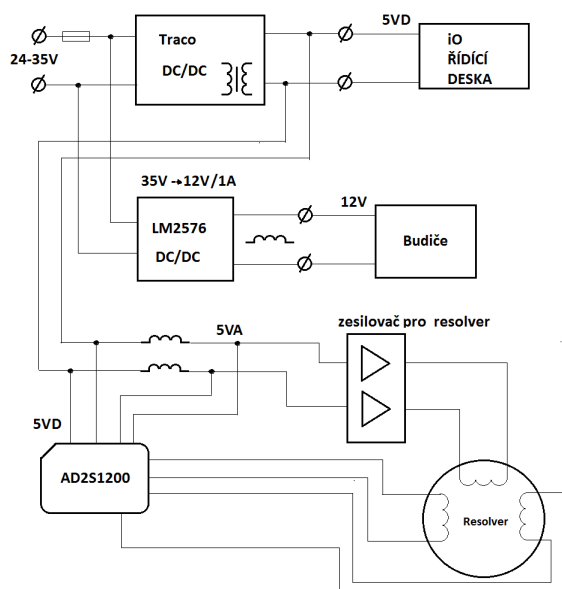 24-35V
Traco
DC/DC
5VD
iO
ŘÍDÍCÍ
DESKA
35V → 12V/1A
LM2576
DC/DC
12V
Budiče
5VA
zesilovač pro resolver
5VD
AD2S1200
Resolver